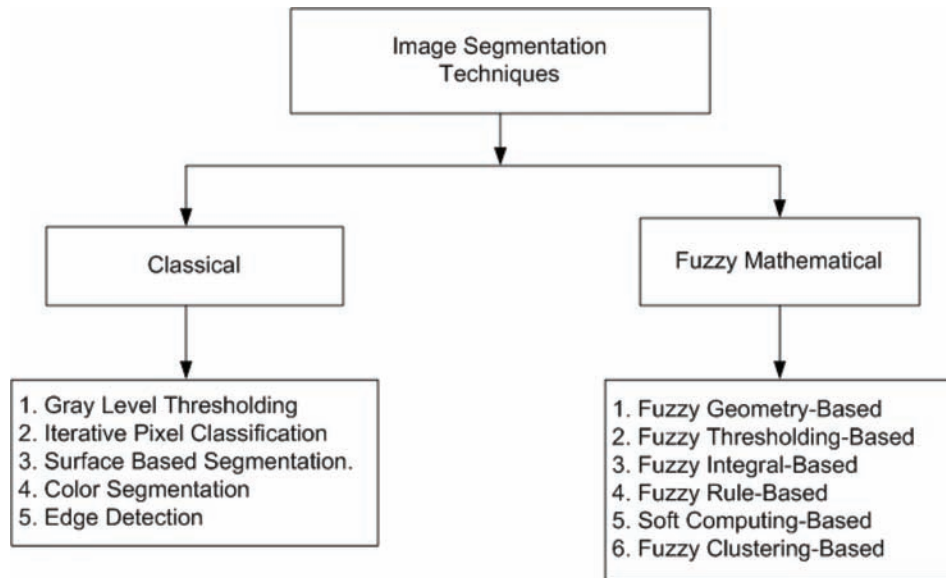 Image Segmentation
Techniques
Classical
Fuzzy Mathematical
1. Gray Level Thresholding
2. Iterative Pixel Classification
3. Surface Based Segmentation.
4. Color Segmentation
5. Edge Detection
1. Fuzzy Geometry-Based
2. Fuzzy Thresholding-Based
3. Fuzzy Integral-Based
4. Fuzzy Rule-Based
5. Soft Computing-Based
6. Fuzzy Clustering-Based